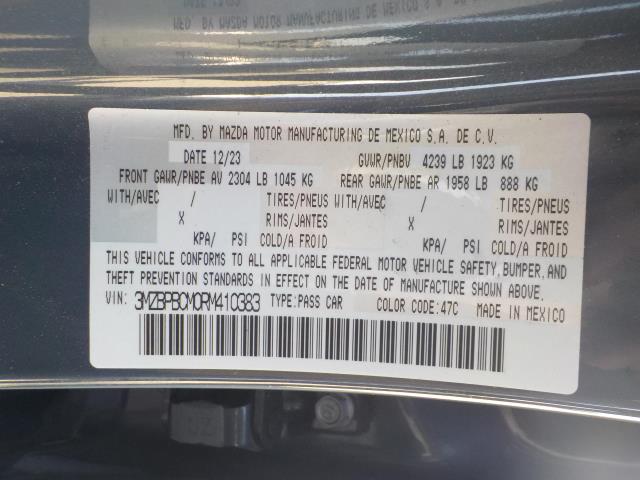 MFD. BY MAZDA MOTOR MANUFACTURING DE MEXICO S.A. DE C.V.
DATE 12/23 GVWR/PNBV 4239 LB 1923 KG
FRONT GAWR/PNBE AV 2304 LB 1045 KG REAR GAWR/PNBE AR 1958 LB 888 KG
WITH/AVEC / TIRES/PNEUS WITH/AVEC / TIRES/PNEUS
X RIMS/JANTES X RIMS/JANTES
KPA/ PSI COLD/A FROID KPA/ PSI COLD/A FROID
THIS VEHICLE CONFORMS TO ALL APPLICABLE FEDERAL MOTOR VEHICLE SAFETY, BUMPER, AND
THEFT PREVENTION STANDARDS IN EFFECT ON THE DATE OF MANUFACTURE SHOWN ABOVE.
VIN: 3MZBPBCM0RM410383 TYPE:PASS CAR COLOR CODE:47C MADE IN MEXICO